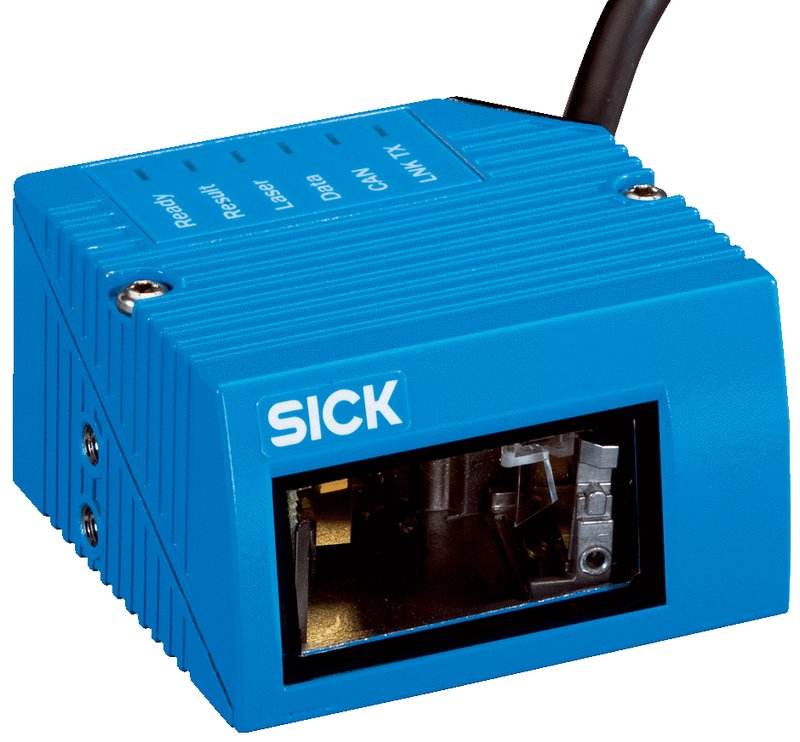 Ready
Result
Laser
Data
CAN
LNK TX
SICK